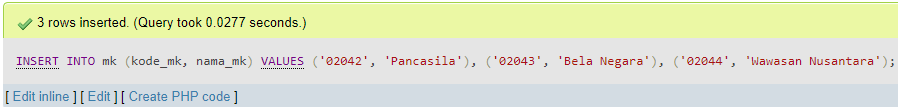 3 rows inserted. (Query took 0.0277 seconds.)
INSERT INTO mk (kode_mk, nama_mk) VALUES ('02042', 'Pancasila'), ('02043', 'Bela Negara'), ('02044', 'Wawasan Nusantara');
[ Edit inline ] [ Edit ] [ Create PHP code ]